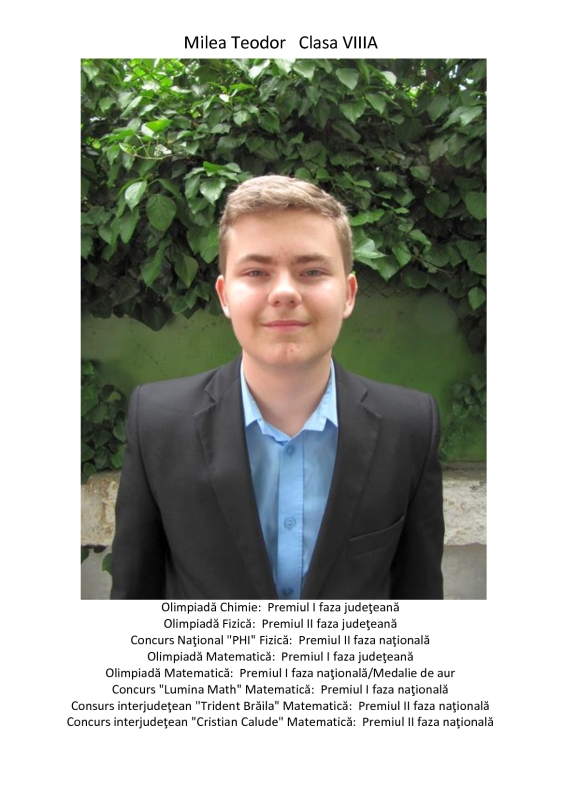 Milea Teodor Clasa VIIIA
Olimpiadă Chimie: Premiul I faza judeţeană
Olimpiadă Fizică: Premiul II faza judeţeană
Concurs Naţional "PHI" Fizică: Premiul II faza naţională
Olimpiadă Matematică: Premiul I faza judeţeană
Olimpiadă Matematică: Premiul I faza naţională/Medalie de aur
Concurs "Lumina Math" Matematică: Premiul I faza naţională
Consurs interjudeţean "Trident Brăila" Matematică: Premiul II faza naţională
Concurs interjudeţean "Cristian Calude" Matematică: Premiul II faza naţională